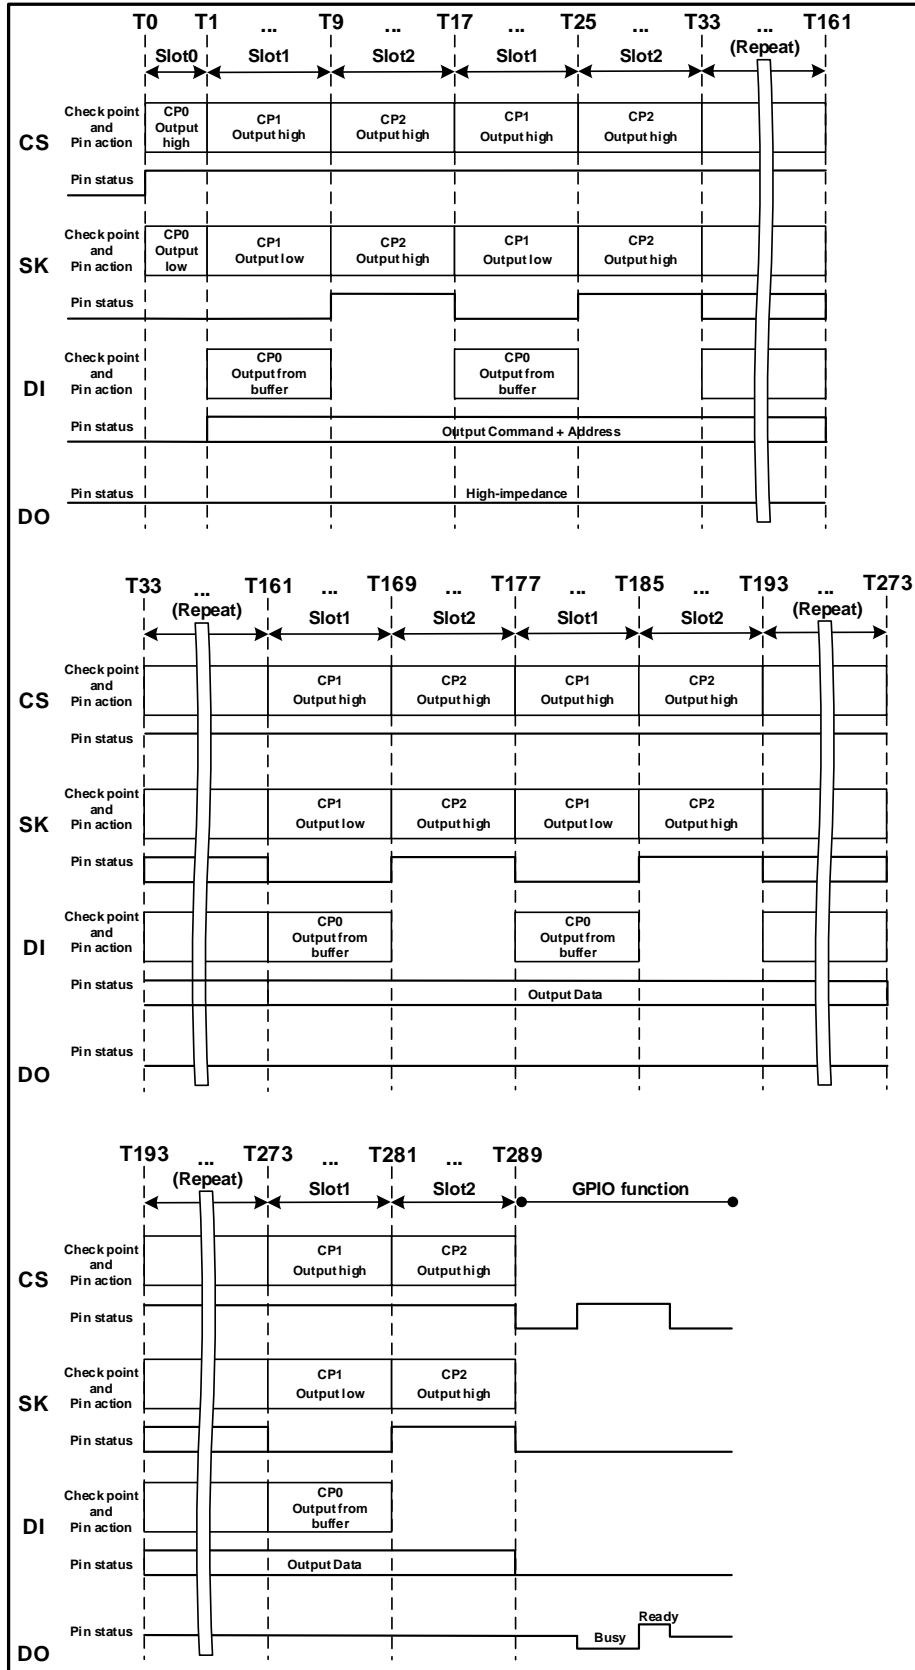 T0 T1 ... T9 ... T17 ... T25 ... T33 ... T161
(Repeat)
Slot0 Slot1 Slot2 Slot1 Slot2
CS
Check point
and
Pin action
CP0
Output
high
CP1
Output high
CP2
Output high
CP1
Output high
CP2
Output high
Pin status
SK
Check point
and
Pin action
CP0
Output
low
CP1
Output low
CP2
Output high
CP1
Output low
CP2
Output high
Pin status
DI
Check point
and
Pin action
CP0
Output from
buffer
CP0
Output from
buffer
Pin status
Output Command + Address
DO
Pin status
High-impedance
T33 ... T161 ... T169 ... T177 ... T185 ... T193 ... T273
(Repeat) Slot1 Slot2 Slot1 Slot2 (Repeat)
CS
Check point
and
Pin action
CP1
Output high
CP2
Output high
CP1
Output high
CP2
Output high
Pin status
SK
Check point
and
Pin action
CP1
Output low
CP2
Output high
CP1
Output low
CP2
Output high
Pin status
DI
Check point
and
Pin action
CP0
Output from
buffer
CP0
Output from
buffer
Pin status
Output Data
DO
Pin status
T193 ... T273 ... T281 ... T289
(Repeat) Slot1 Slot2 GPIO function
CS
Check point
and
Pin action
CP1
Output high
CP2
Output high
Pin status
SK
Check point
and
Pin action
CP1
Output low
CP2
Output high
Pin status
DI
Check point
and
Pin action
CP0
Output from
buffer
Pin status
Output Data
DO
Pin status
Busy
Ready